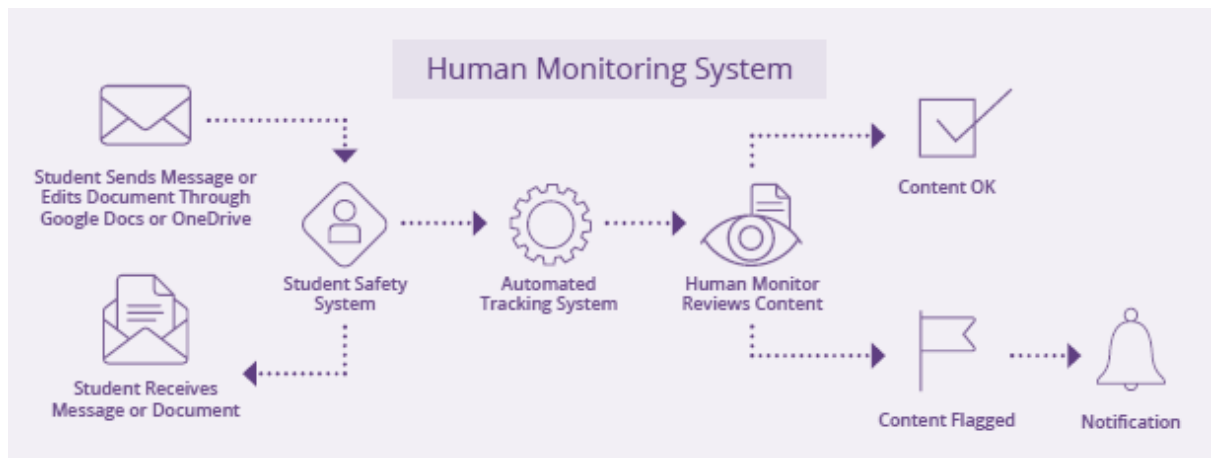 Human Monitoring System
Student Sends Message or
Edits Document Through
Google Docs or OneDrive
Student Safety
System
Automated
Tracking System
Human Monitor
Reviews Content
Content OK
Student Receives
Message or Document
Content Flagged
Notification